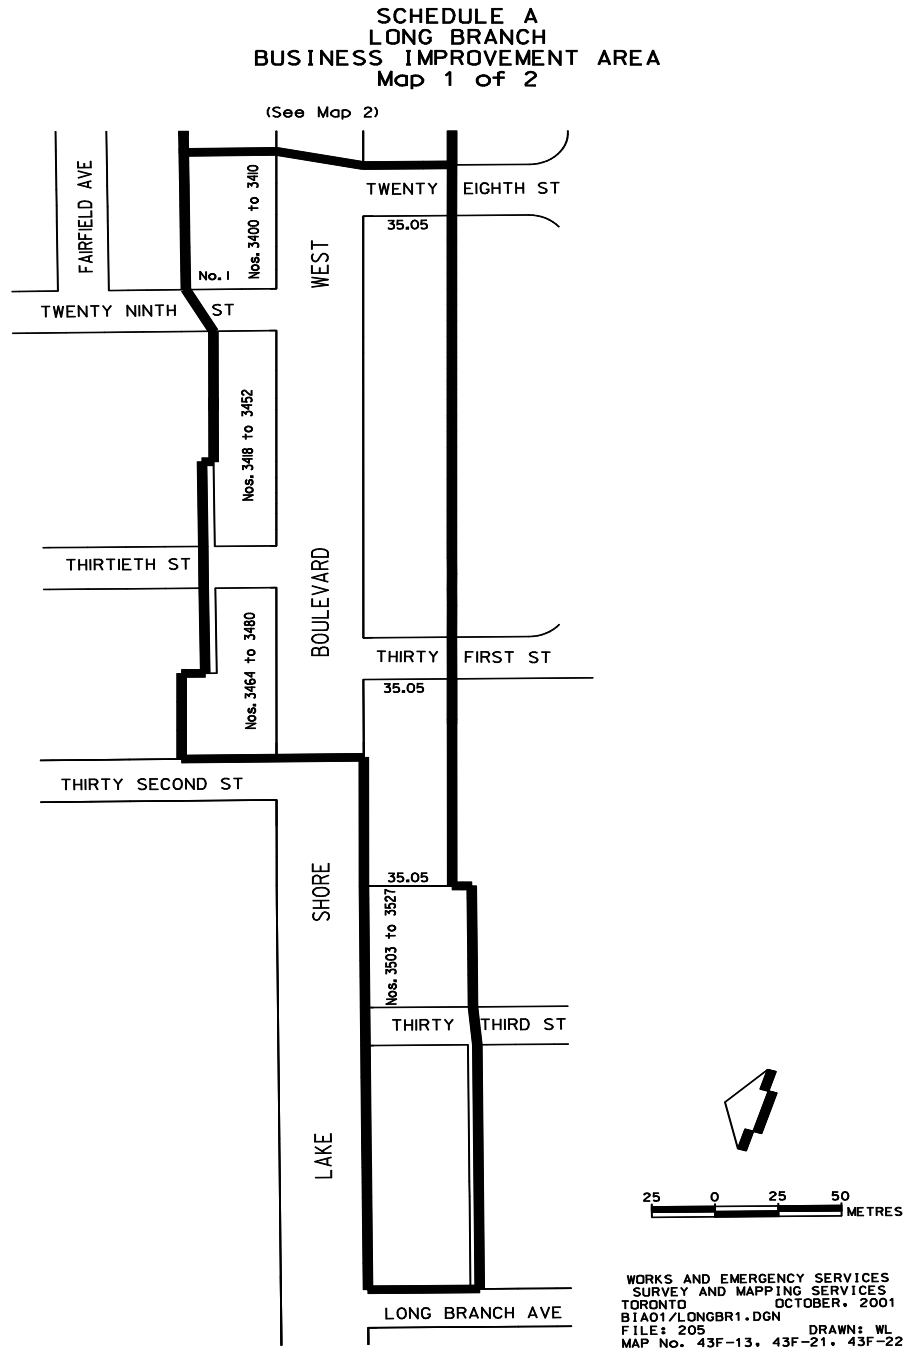 SCHEDULE A
LONG BRANCH
BUSINESS IMPROVEMENT AREA
Map 1 of 2
(See Map 2)
FAIRFIELD AVE
Nos. 3400 to 3410
TWENTY EIGHTH ST
35.05
WEST
No. 1
TWENTY NINTH ST
Nos. 3418 to 3452
THIRTIETH ST
BOULEVARD
Nos. 3464 to 3480
THIRTY FIRST ST
35.05
THIRTY SECOND ST
SHORE
35.05
Nos. 3503 to 3527
THIRTY THIRD ST
LAKE
25 0 25 50
METRES
LONG BRANCH AVE
WORKS AND EMERGENCY SERVICES
SURVEY AND MAPPING SERVICES
TORONTO OCTOBER. 2001
BIA01/LONGBR1.DGN
FILE: 205 DRAWN: WL
MAP No. 43F-13. 43F-21. 43F-22